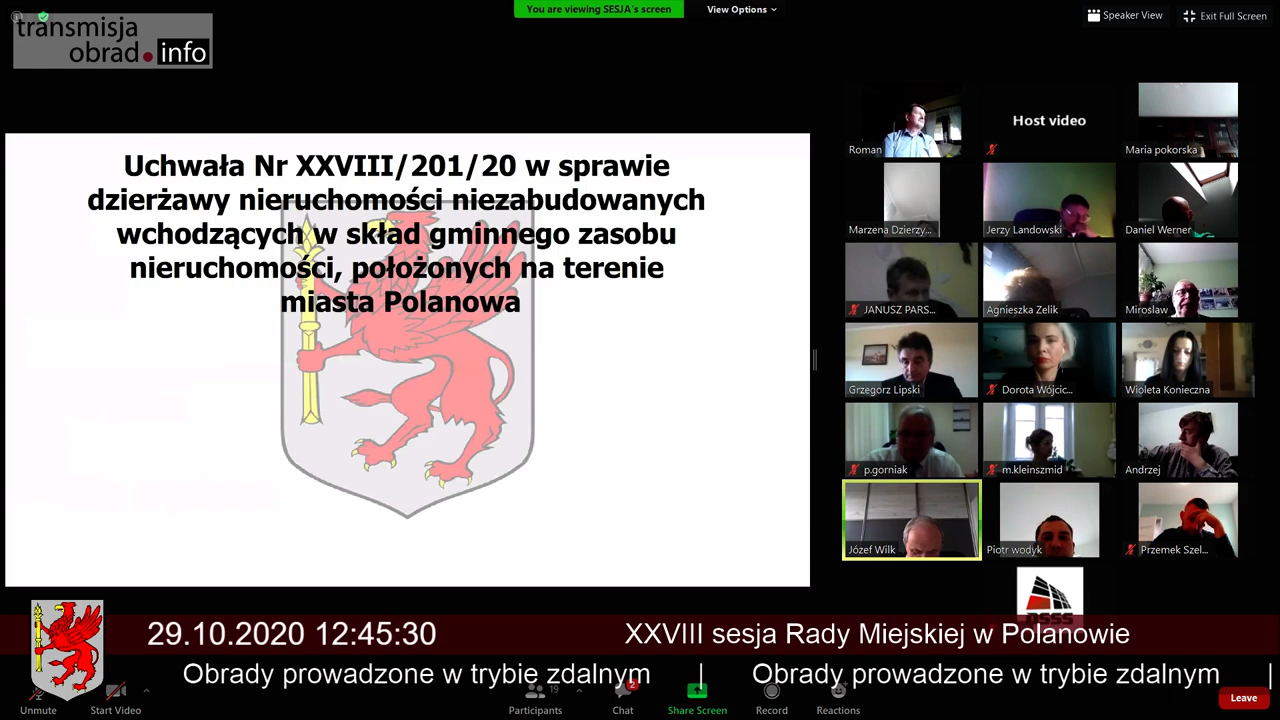 You are viewing SESJA's screen
View Options
Speaker View
Exit Full Screen
transmisja
obrad.info
Uchwała Nr XXVIII/201/20 w sprawie
dzierżawy nieruchomości niezabudowanych
wchodzących w skład gminnego zasobu
nieruchomości, położonych na terenie
miasta Polanowa
Roman
Host video
Maria pokorska
Marzena Dzierzy...
Jerzy Landowski
Daniel Werner
JANUSZ PARS...
Agnieszka Zelik
Mirosław
Grzegorz Lipski
Dorota Wójcic...
Wioleta Konieczna
p.gorniak
m.kleinszmid
Andrzej
Józef Wilk
Piotr wodyk
Przemek Szel...
29.10.2020 12:45:30
XXVIII sesja Rady Miejskiej w Polanowie
Obrady prowadzone w trybie zdalnym | Obrady prowadzone w trybie zdalnym |
19
2
Unmute
Start Video
Participants
Chat
Share Screen
Record
Reactions
Leave